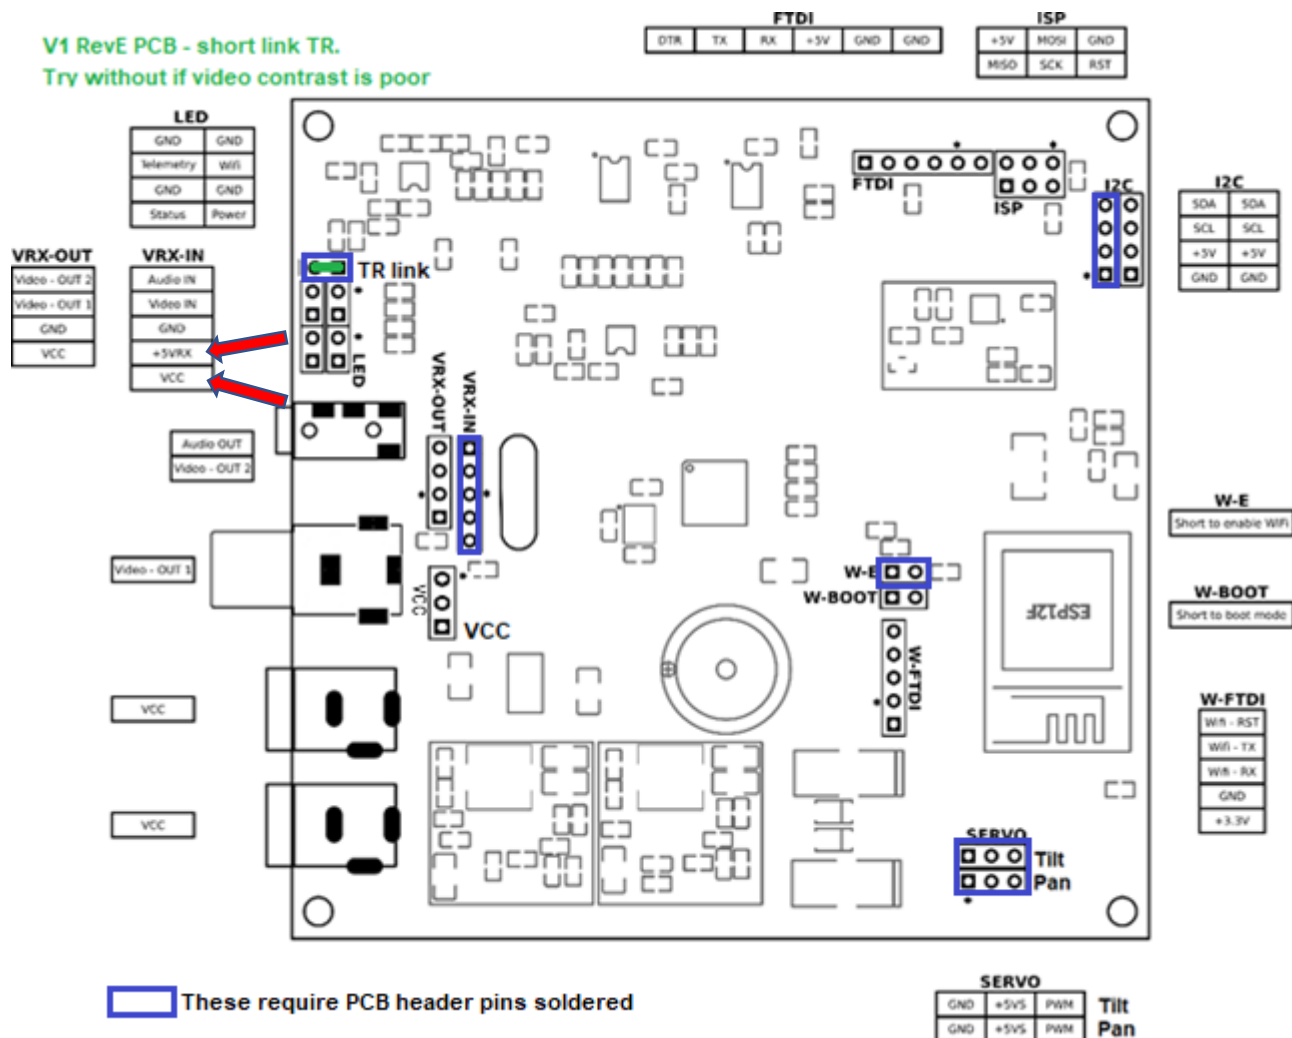 FTDI
DTR TX RX +5V GND GND
ISP
+5V MOSI GND
MISO SCK RST
V1 RevE PCB - short link TR.
Try without if video contrast is poor
LED
GND GND
Telemetry Wifi
GND GND
Status Power
VRX-OUT
Video - OUT 2
Video - OUT 1
GND
VCC
VRX-IN
Audio IN
Video IN
GND
+5VRX
VCC
Audio OUT
Video - OUT 2
Video - OUT 1
VCC
VCC
TR link
LED
VRX-OUT
VRX-IN
VCC
VCC
FTDI
ISP
I2C
W-E
W-BOOT
W-FTDI
ESP12F
SERVO
Tilt
Pan
I2C
SDA SDA
SCL SCL
+5V +5V
GND GND
W-E
Short to enable WiFi
W-BOOT
Short to boot mode
W-FTDI
Wifi - RST
Wifi - TX
Wifi - RX
GND
+3.3V
These require PCB header pins soldered
SERVO
GND +5VS PWM Tilt
GND +5VS PWM Pan